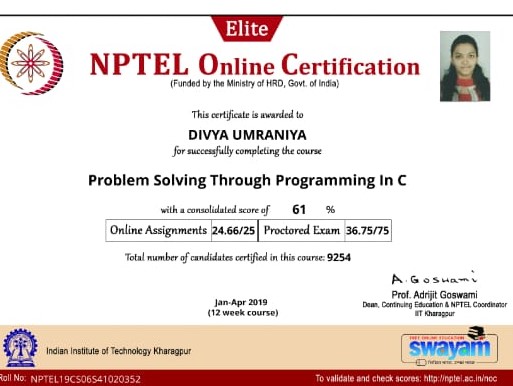 Elite
NPTEL Online Certification
(Funded by the Ministry of HRD, Govt. of India)
This certificate is awarded to
DIVYA UMRANIYA
for successfully completing the course
Problem Solving Through Programming In C
with a consolidated score of 61 %
Online Assignments 24.66/25 Proctored Exam 36.75/75
Total number of candidates certified in this course: 9254
A. Goswami
Prof. Adrijit Goswami
Dean, Continuing Education & NPTEL Coordinator
IIT Kharagpur
Jan-Apr 2019
(12 week course)
Indian Institute of Technology Kharagpur
FREE ONLINE EDUCATION
swayam
Roll No: NPTEL19CS06S41020352
To validate and check scores: http://nptel.ac.in/noc